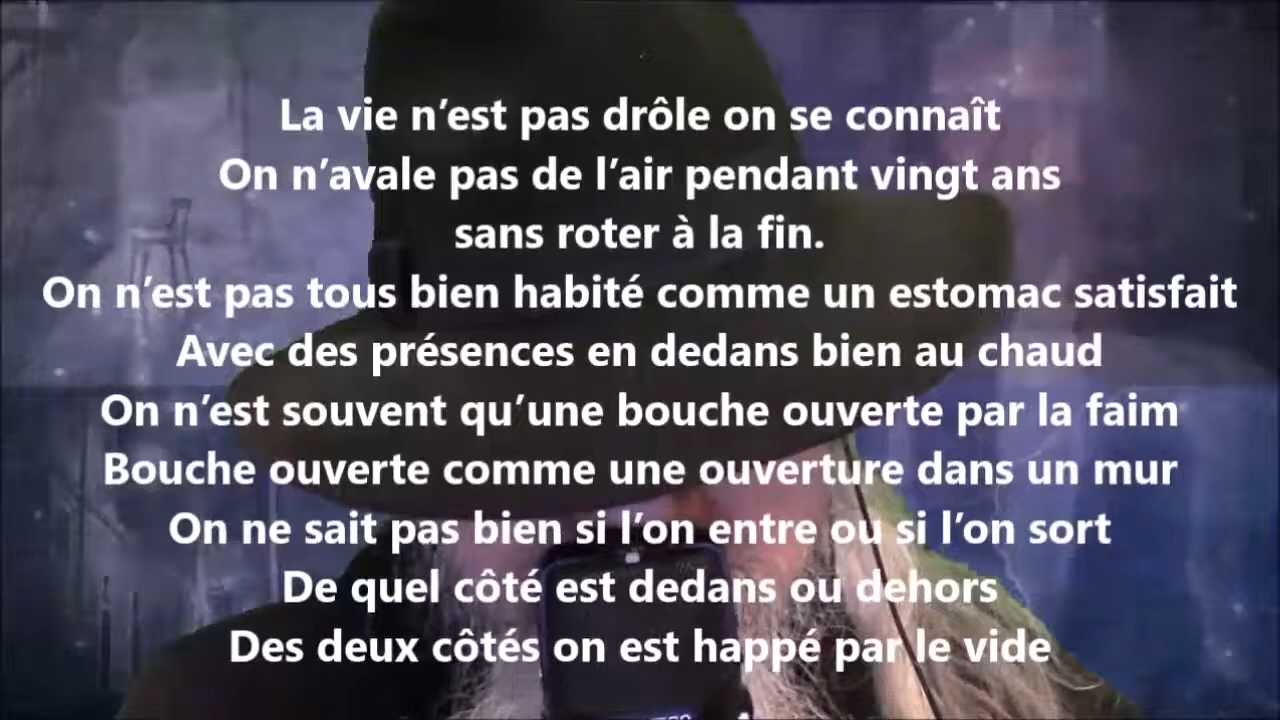 La vie n’est pas drôle on se connaît
On n’avale pas de l’air pendant vingt ans
sans roter à la fin.
On n’est pas tous bien habité comme un estomac satisfait
Avec des présences en dedans bien au chaud
On n’est souvent qu’une bouche ouverte par la faim
Bouche ouverte comme une ouverture dans un mur
On ne sait pas bien si l’on entre ou si l’on sort
De quel côté est dedans ou dehors
Des deux côtés on est happé par le vide